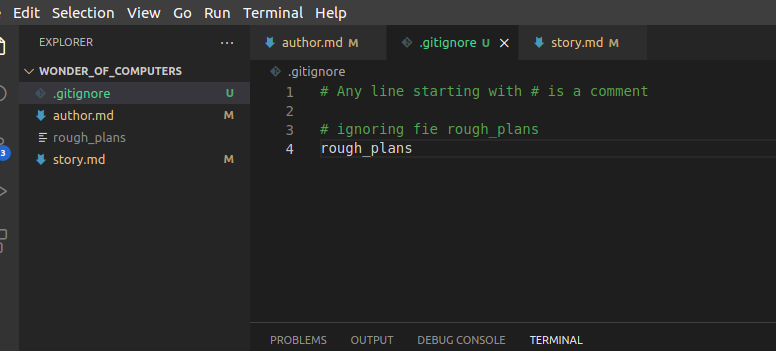 Edit Selection View Go Run Terminal Help
EXPLORER ...
author.md M .gitignore U × story.md M
WONDER_OF_COMPUTERS
.gitignore U
author.md M
rough_plans
story.md M
3
.gitignore
1 # Any line starting with # is a comment
2
3 # ignoring fie rough_plans
4 rough_plans
PROBLEMS OUTPUT DEBUG CONSOLE TERMINAL